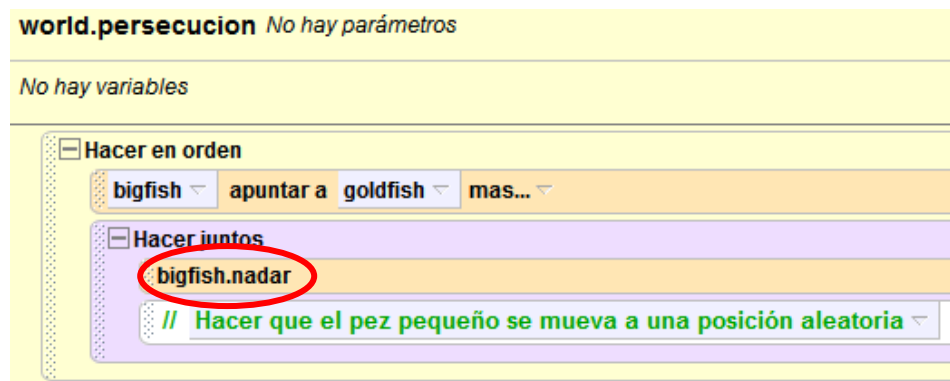 world.persecucion No hay parámetros
No hay variables
Hacer en orden
bigfish apuntar a goldfish mas...
Hacer juntos
bigfish.nadar
// Hacer que el pez pequeño se mueva a una posición aleatoria